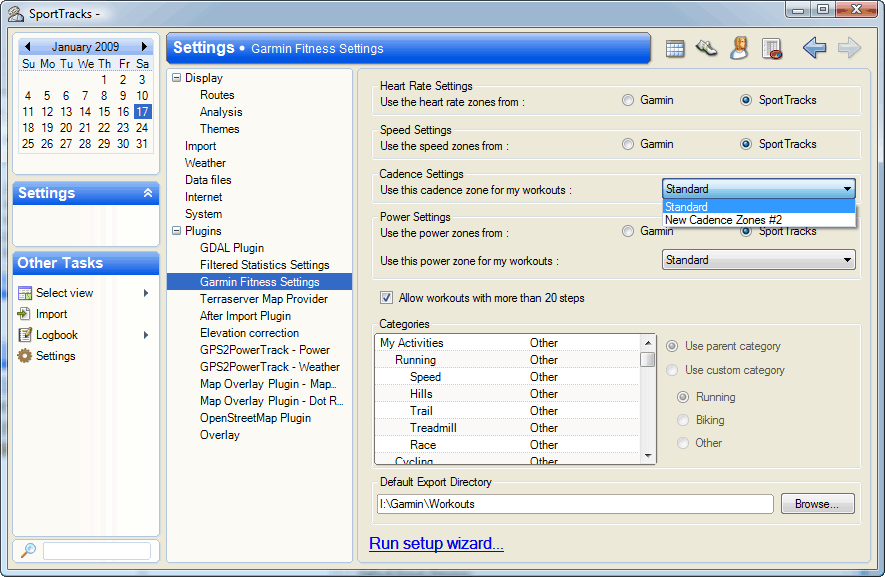 SportTracks -
January 2009
Su Mo Tu We Th Fr Sa
1 2 3
4 5 6 7 8 9 10
11 12 13 14 15 16 17
18 19 20 21 22 23 24
25 26 27 28 29 30 31
Settings
Other Tasks
Select view
Import
Logbook
Settings
Settings • Garmin Fitness Settings
Display
Routes
Analysis
Themes
Import
Weather
Data files
Internet
System
Plugins
GDAL Plugin
Filtered Statistics Settings
Garmin Fitness Settings
Terraserver Map Provider
After Import Plugin
Elevation correction
GPS2PowerTrack - Power
GPS2PowerTrack - Weather
Map Overlay Plugin - Map...
Map Overlay Plugin - Dot R...
OpenStreetMap Plugin
Overlay
Heart Rate Settings
Use the heart rate zones from : Garmin SportTracks
Speed Settings
Use the speed zones from : Garmin SportTracks
Cadence Settings
Use this cadence zone for my workouts : Standard
Standard
New Cadence Zones #2
Power Settings
Use the power zones from : Garmin SportTracks
Use this power zone for my workouts : Standard
Allow workouts with more than 20 steps
Categories
My Activities Other
Running Other
Speed Other
Hills Other
Trail Other
Treadmill Other
Race Other
Cycling Other
Use parent category
Use custom category
Running
Biking
Other
Default Export Directory
I:\Garmin\Workouts Browse...
Run setup wizard...